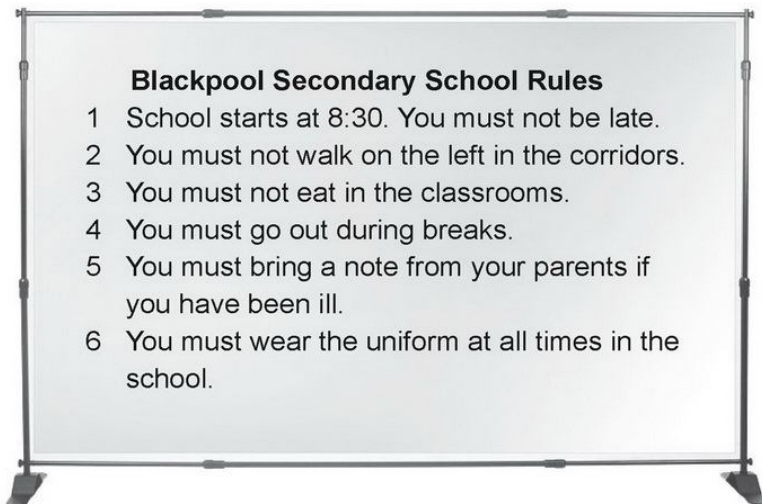 Blackpool Secondary School Rules
1 School starts at 8:30. You must not be late.
2 You must not walk on the left in the corridors.
3 You must not eat in the classrooms.
4 You must go out during breaks.
5 You must bring a note from your parents if
you have been ill.
6 You must wear the uniform at all times in the
school.